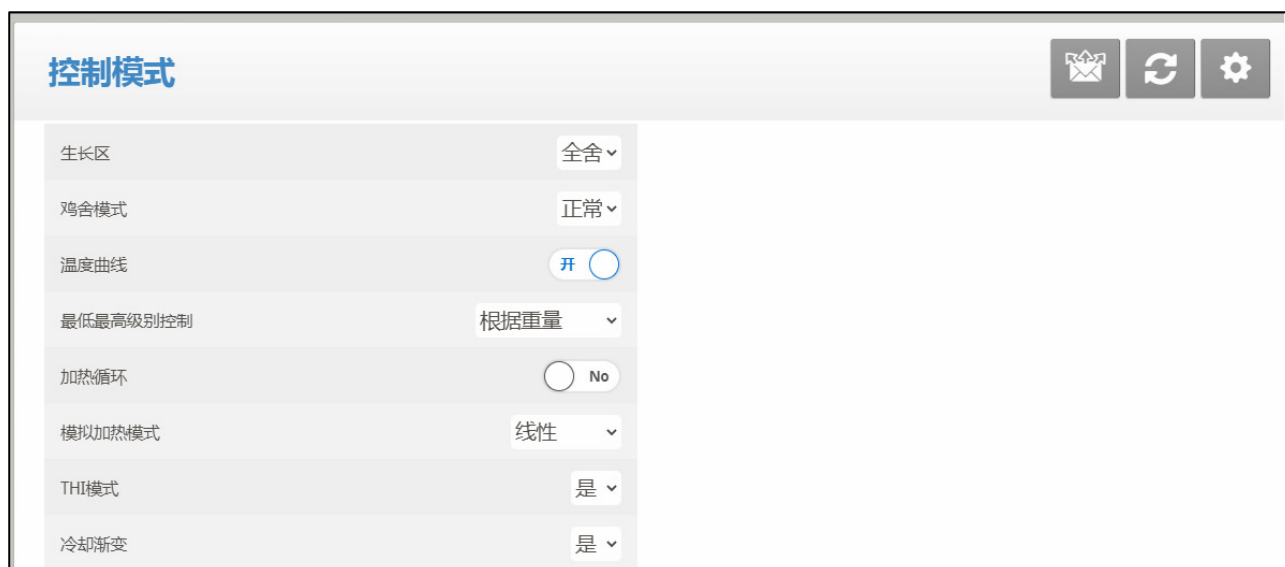 控制模式
生长区 全舍
鸡舍模式 正常
温度曲线 开
最低最高级别控制 根据重量
加热循环 No
模拟加热模式 线性
THI模式 是
冷却渐变 是